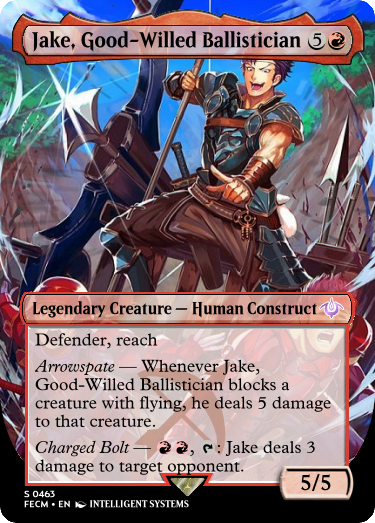 Jake, Good-Willed Ballistician 5
Legendary Creature — Human Construct
Defender, reach
Arrowspate — Whenever Jake,
Good-Willed Ballistician blocks a
creature with flying, he deals 5 damage
to that creature.
Charged Bolt — , : Jake deals 3
damage to target opponent.
5/5
S 0463
FECM • EN INTELLIGENT SYSTEMS